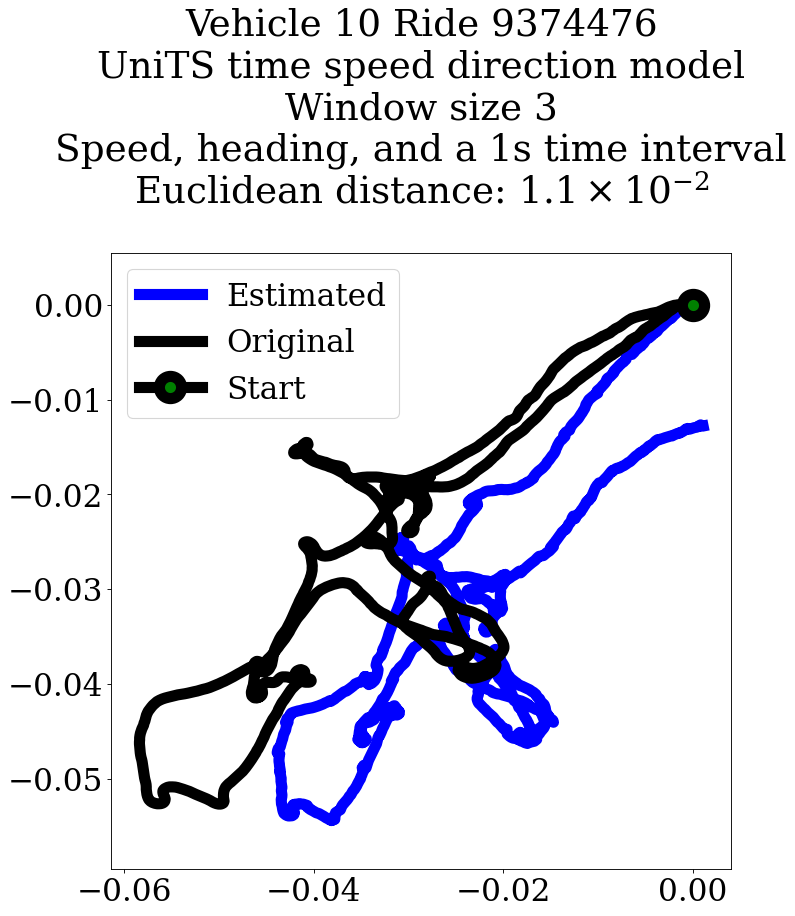 Vehicle 10 Ride 9374476
UniTS time speed direction model
Window size 3
Speed, heading, and a 1s time interval
Euclidean distance: 1.1 × 10⁻²
Estimated
Original
Start
0.00
−0.01
−0.02
−0.03
−0.04
−0.05
−0.06 −0.04 −0.02 0.00